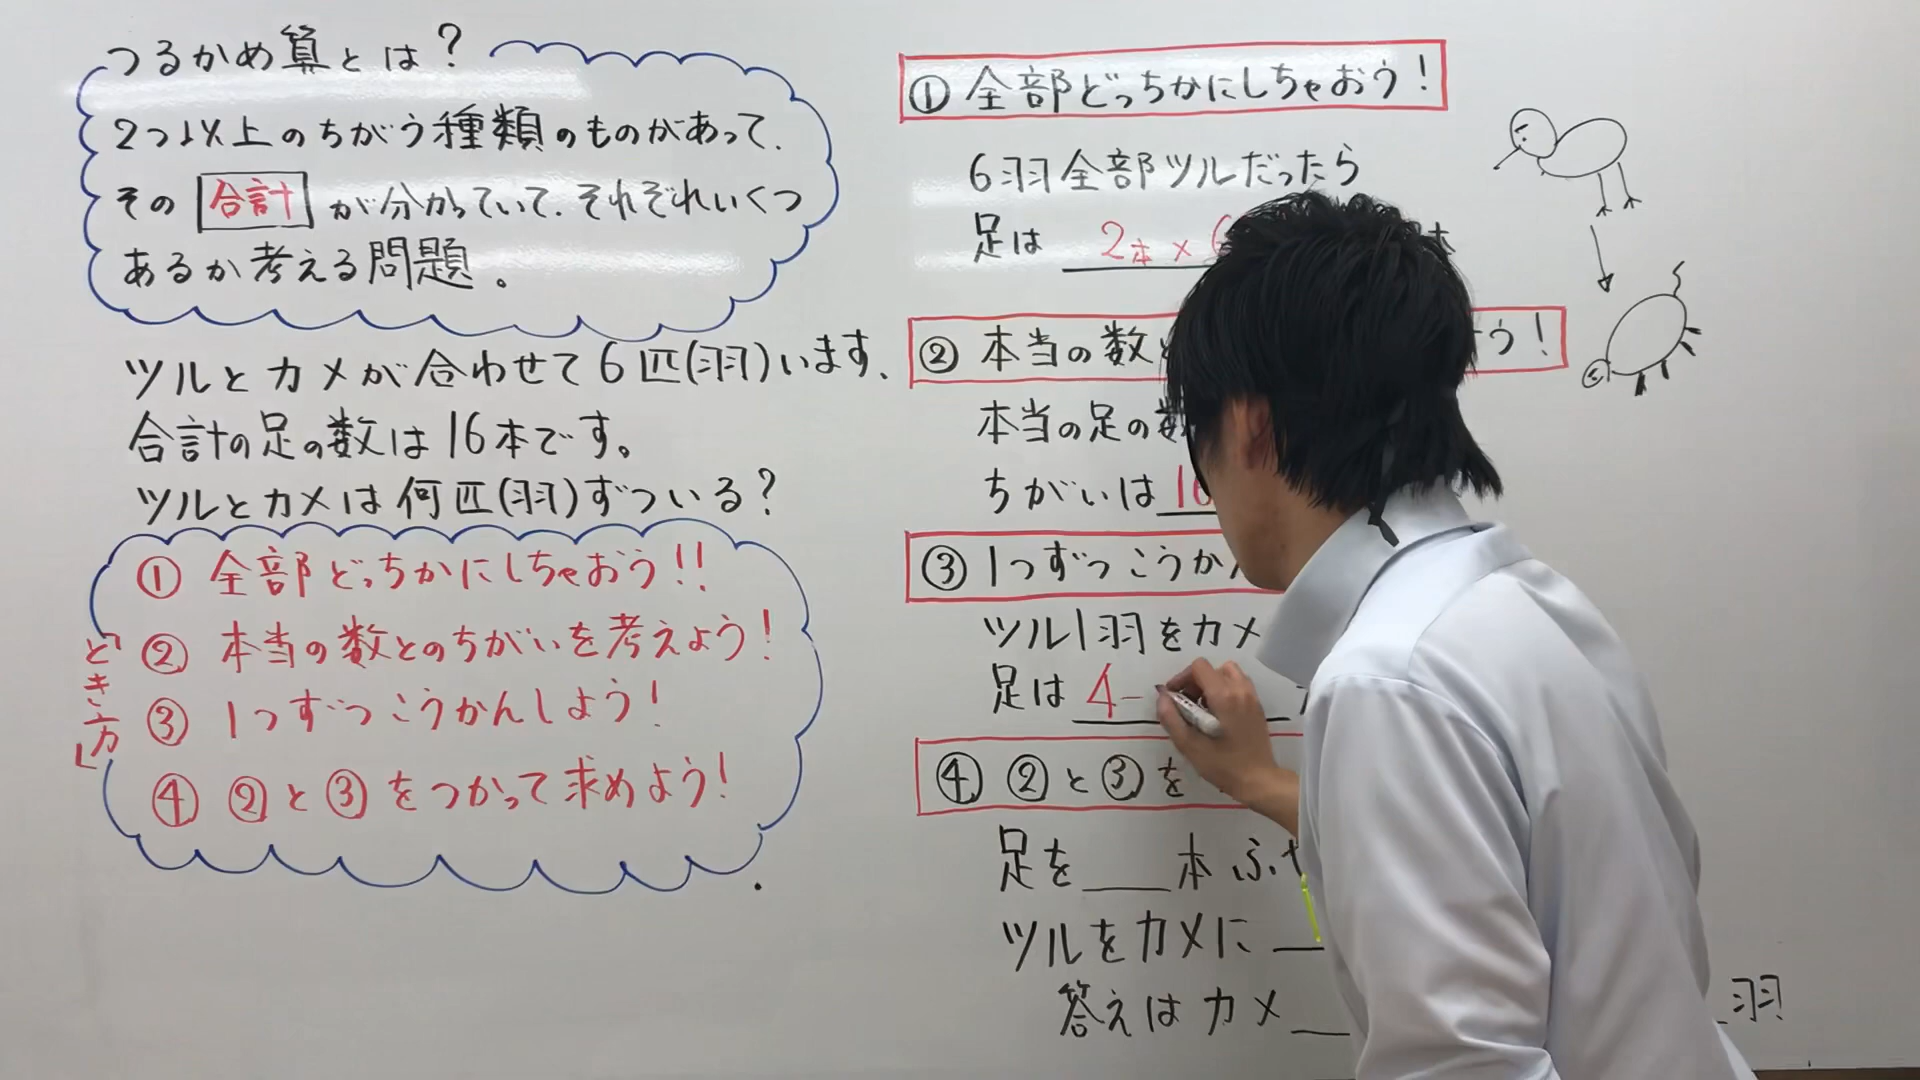 つるかめ算とは?
2つ以上のちがう種類のものがあって、
その 合計 が分かっていて、それぞれいくつ
あるか考える問題。
ツルとカメが合わせて6匹(羽)います、
合計の足の数は16本です。
ツルとカメは何匹(羽)ずついる?
「とき方」
① 全部どっちかにしちゃおう!!
② 本当の数とのちがいを考えよう!
③ 1つずつこうかんしよう!
④ ②と③をつかって求めよう!
① 全部どっちかにしちゃおう!
6羽全部ツルだったら
足は 2本×6
② 本当の数と う!
本当の足の数
ちがいは 16
③ 1つずつこうか
ツル1羽をカメ
足は 4-
④ ②と③を
足を 本 ふ
ツルをカメに
答えはカメ 羽